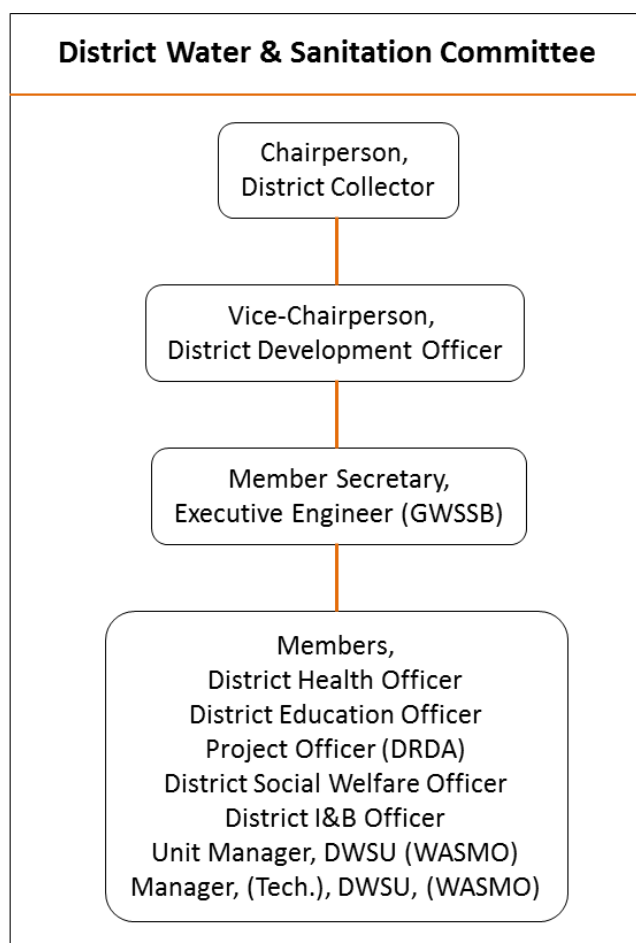 District Water & Sanitation Committee
Chairperson,
District Collector
Vice-Chairperson,
District Development Officer
Member Secretary,
Executive Engineer (GWSSB)
Members,
District Health Officer
District Education Officer
Project Officer (DRDA)
District Social Welfare Officer
District I&B Officer
Unit Manager, DWSU (WASMO)
Manager, (Tech.), DWSU, (WASMO)